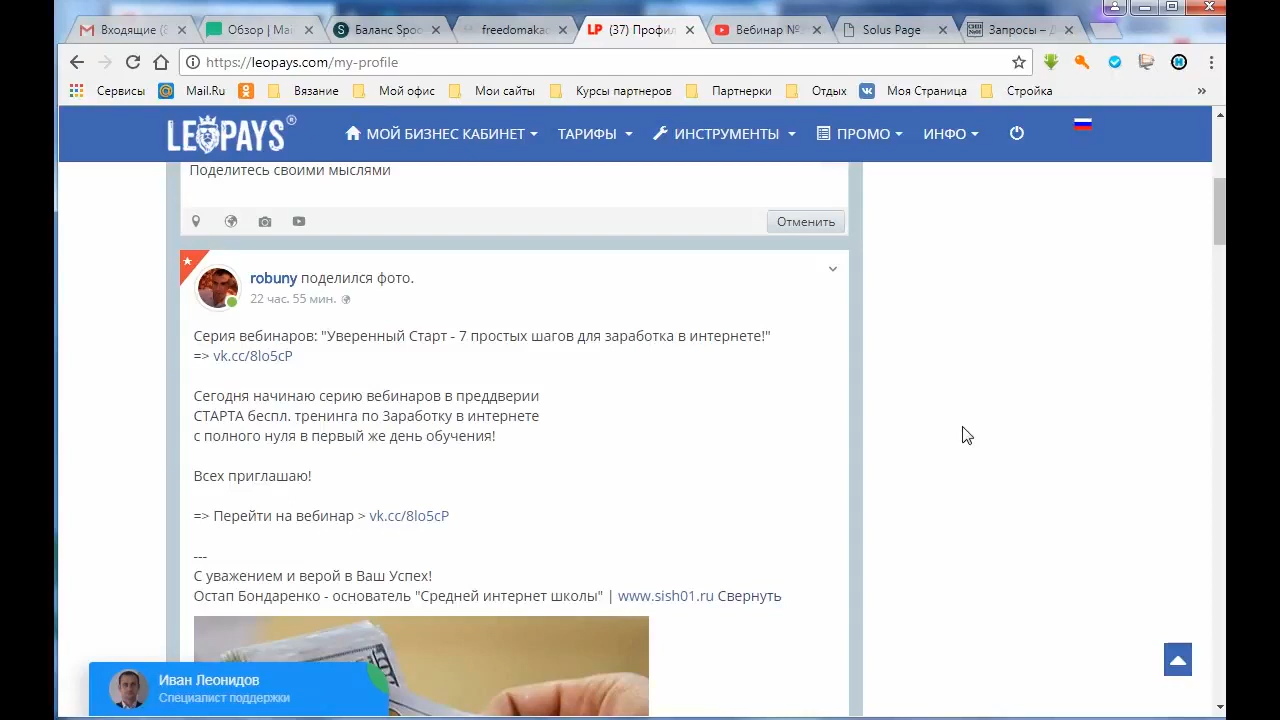 Входящие (8
Обзор | Mai
Баланс Spo
freedomakad
LP (37) Профил
Вебинар №
Solus Page
Запросы –
https://leopays.com/my-profile
Сервисы
Mail.Ru
Вязание
Мой офис
Мои сайты
Курсы партнеров
Партнерки
Отдых
Моя Страница
Стройка
»
LEOPAYS®
МОЙ БИЗНЕС КАБИНЕТ
ТАРИФЫ
ИНСТРУМЕНТЫ
ПРОМО
ИНФО
Поделитесь своими мыслями
Отменить
robuny поделился фото.
22 час. 55 мин.
Серия вебинаров: "Уверенный Старт - 7 простых шагов для заработка в интернете!"
=> vk.cc/8lo5cP
Сегодня начинаю серию вебинаров в преддверии
СТАРТА беспл. тренинга по Заработку в интернете
с полного нуля в первый же день обучения!
Всех приглашаю!
=> Перейти на вебинар > vk.cc/8lo5cP
---
С уважением и верой в Ваш Успех!
Остап Бондаренко - основатель "Средней интернет школы" | www.sish01.ru Свернуть
Иван Леонидов
Специалист поддержки